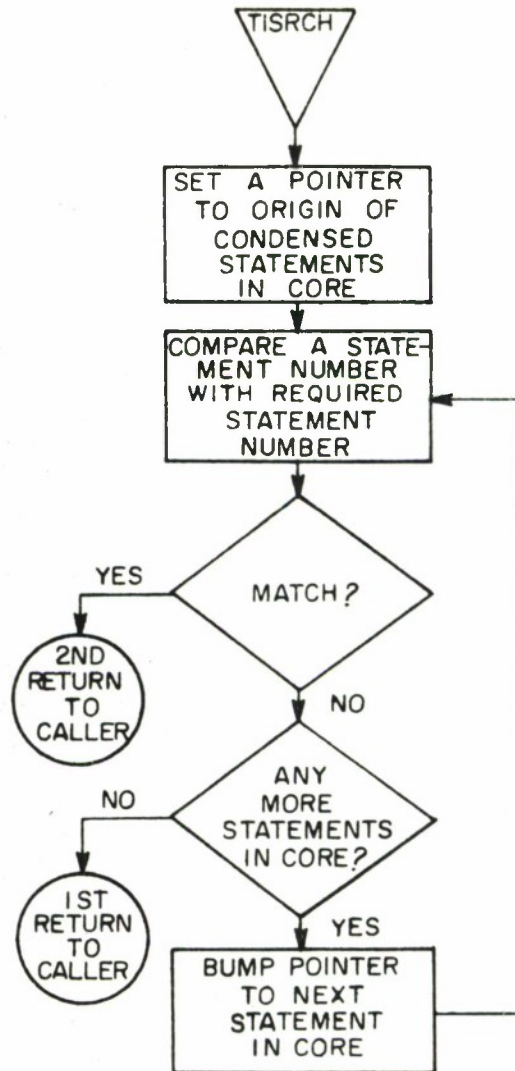 TISRCH
SET A POINTER
TO ORIGIN OF
CONDENSED
STATEMENTS
IN CORE
COMPARE A STATE-
MENT NUMBER
WITH REQUIRED
STATEMENT
NUMBER
MATCH?
YES
2ND
RETURN
TO
CALLER
NO
ANY
MORE
STATEMENTS
IN CORE?
NO
1ST
RETURN
TO
CALLER
YES
BUMP POINTER
TO NEXT
STATEMENT
IN CORE